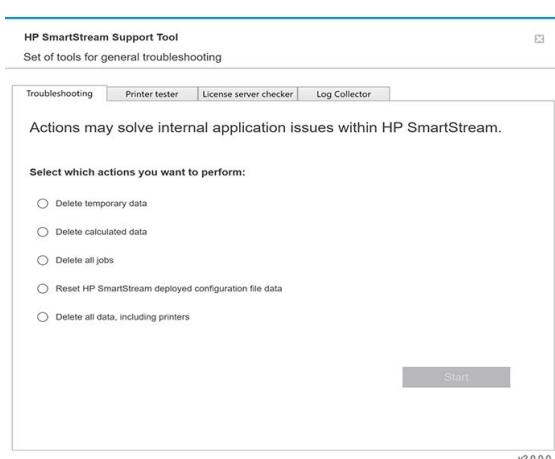 HP SmartStream Support Tool
Set of tools for general troubleshooting
Troubleshooting Printer tester License server checker Log Collector
Actions may solve internal application issues within HP SmartStream.
Select which actions you want to perform:
Delete temporary data
Delete calculated data
Delete all jobs
Reset HP SmartStream deployed configuration file data
Delete all data, including printers
Start
v2.0.0.0